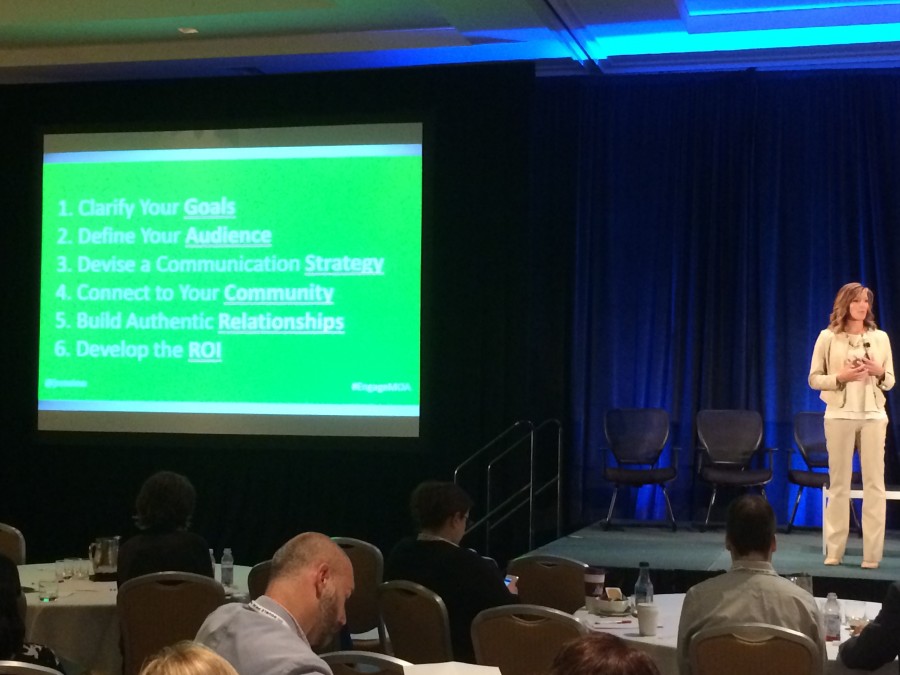 1. Clarify Your Goals
2. Define Your Audience
3. Devise a Communication Strategy
4. Connect to Your Community
5. Build Authentic Relationships
6. Develop the ROI